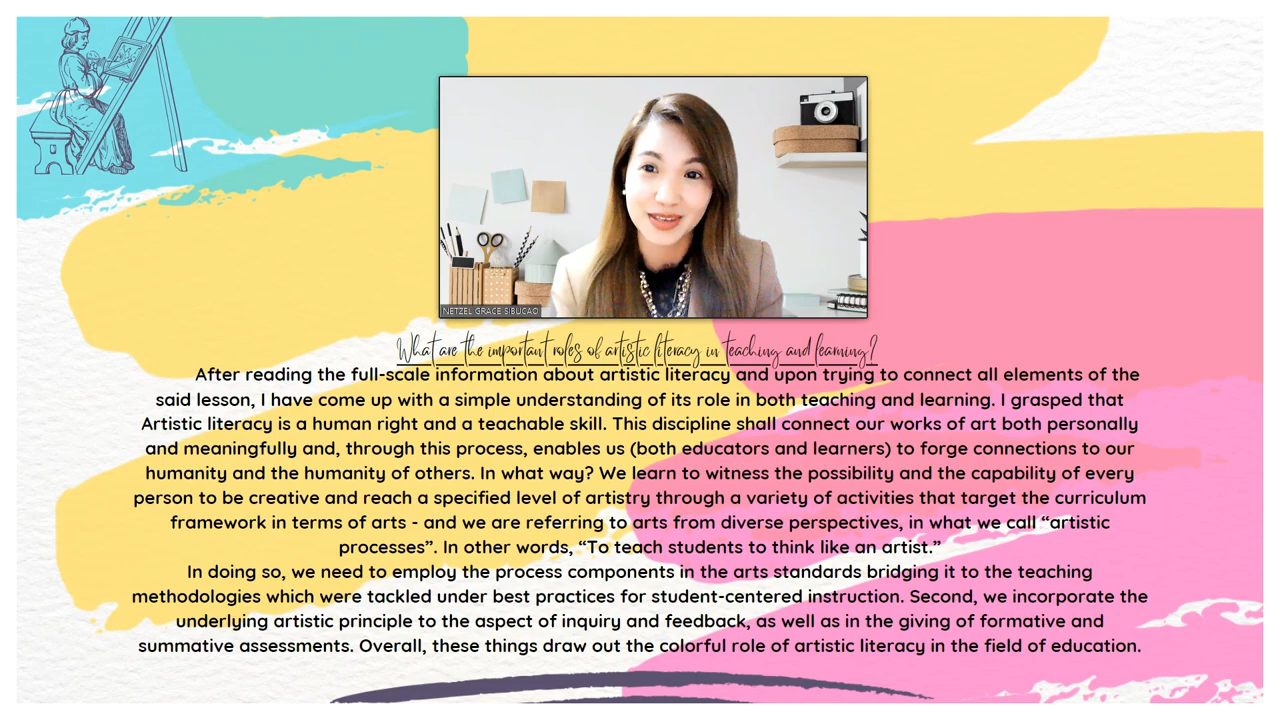 NETZEL GRACE SIBUCAO
What are the important roles of artistic literacy in teaching and learning?
After reading the full-scale information about artistic literacy and upon trying to connect all elements of the
said lesson, I have come up with a simple understanding of its role in both teaching and learning. I grasped that
Artistic literacy is a human right and a teachable skill. This discipline shall connect our works of art both personally
and meaningfully and, through this process, enables us (both educators and learners) to forge connections to our
humanity and the humanity of others. In what way? We learn to witness the possibility and the capability of every
person to be creative and reach a specified level of artistry through a variety of activities that target the curriculum
framework in terms of arts - and we are referring to arts from diverse perspectives, in what we call “artistic
processes”. In other words, “To teach students to think like an artist.”
In doing so, we need to employ the process components in the arts standards bridging it to the teaching
methodologies which were tackled under best practices for student-centered instruction. Second, we incorporate the
underlying artistic principle to the aspect of inquiry and feedback, as well as in the giving of formative and
summative assessments. Overall, these things draw out the colorful role of artistic literacy in the field of education.